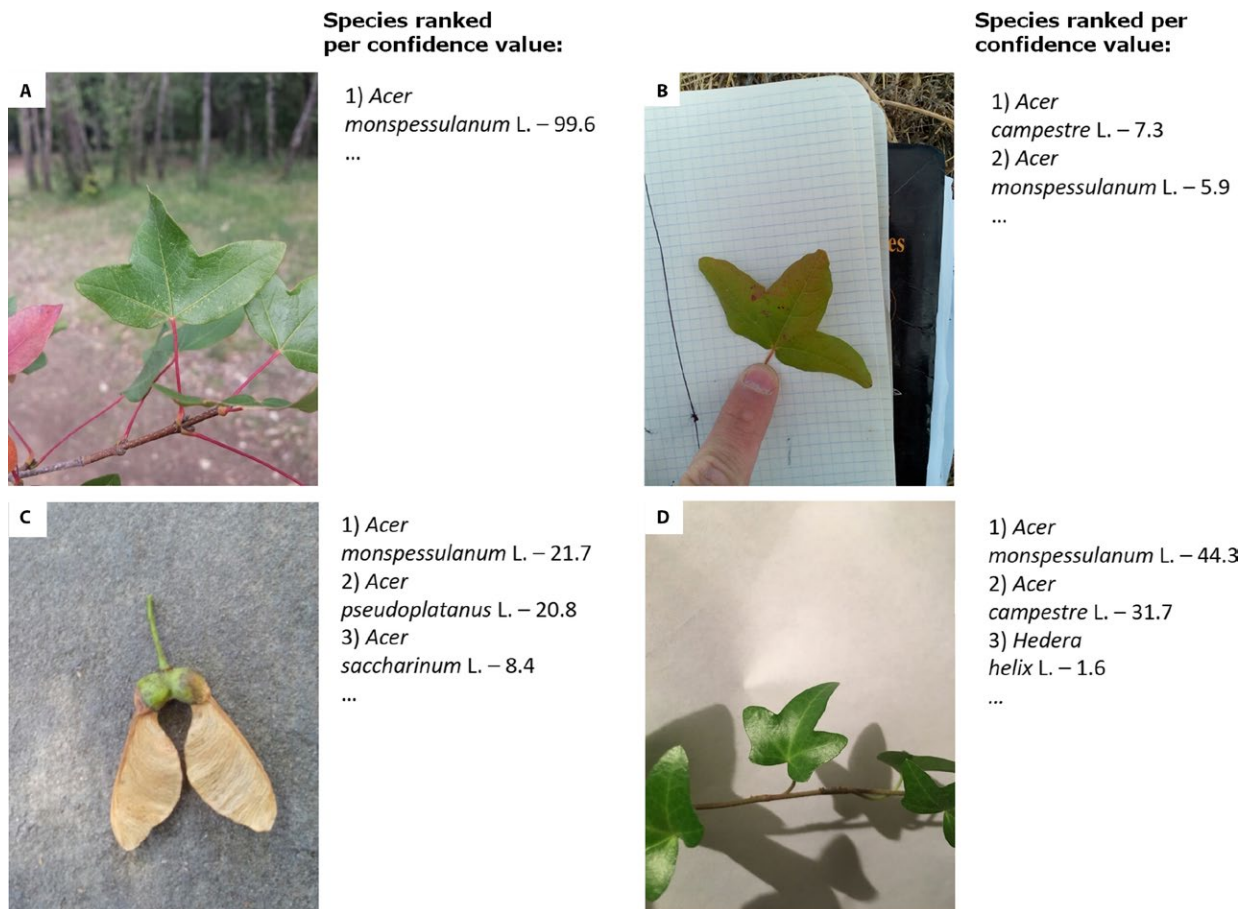 Species ranked
per confidence value:
A
1) Acer
monspessulanum L. – 99.6
...
Species ranked per
confidence value:
B
1) Acer
campestre L. – 7.3
2) Acer
monspessulanum L. – 5.9
...
es
C
1) Acer
monspessulanum L. – 21.7
2) Acer
pseudoplatanus L. – 20.8
3) Acer
saccharinum L. – 8.4
...
D
1) Acer
monspessulanum L. – 44.3
2) Acer
campestre L. – 31.7
3) Hedera
helix L. – 1.6
...